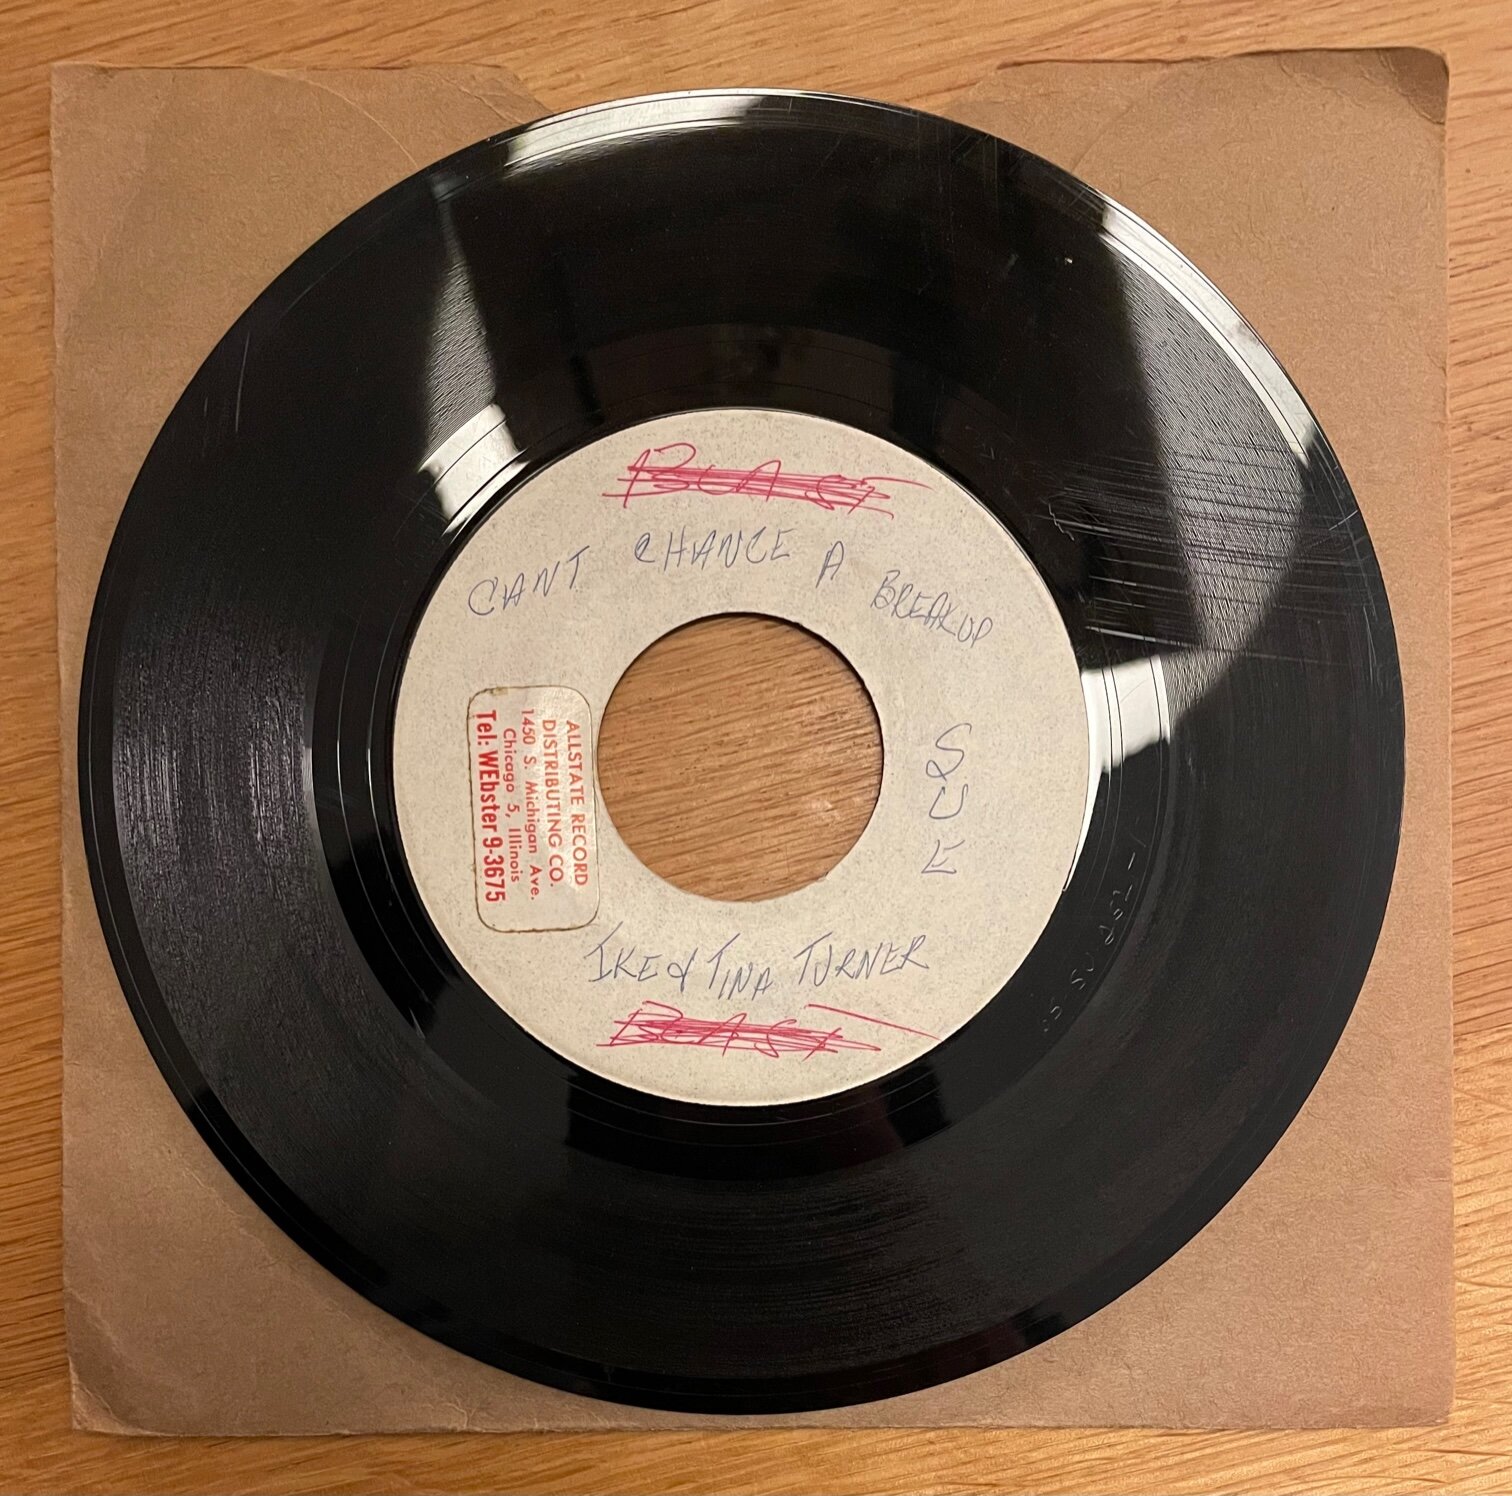 CANT CHANCE A BREAKUP
SUE
ALLSTATE RECORD
DISTRIBUTING CO.
1450 S. Michigan Ave.
Chicago 5, Illinois
Tel: WEbster 9-3675
IKE & TINA TURNER